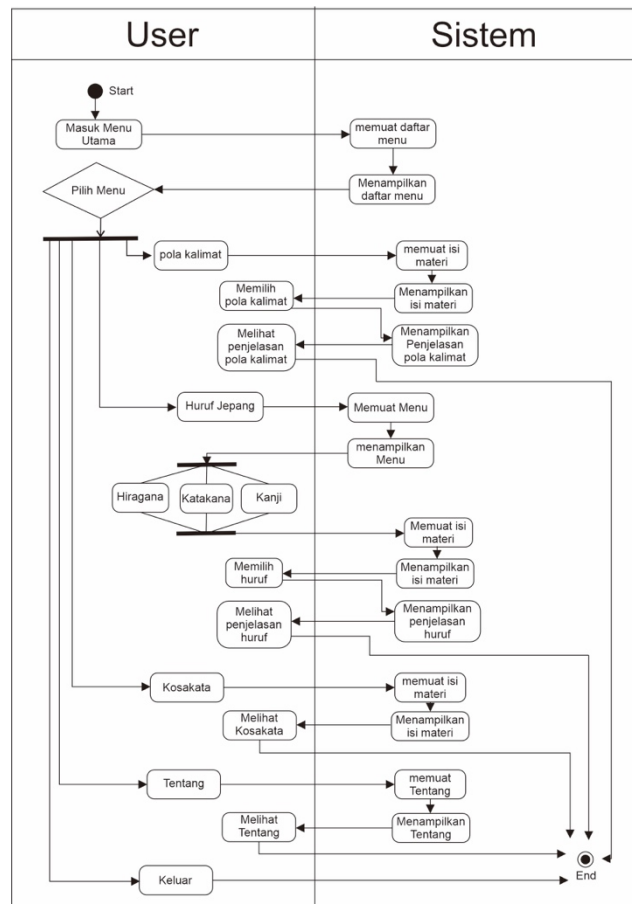 User
Sistem
Start
Masuk Menu
Utama
memuat daftar
menu
Pilih Menu
Menampilkan
daftar menu
pola kalimat
memuat isi
materi
Memilih
pola kalimat
Menampilkan
isi materi
Melihat
penjelasan
pola kalimat
Menampilkan
Penjelasan
pola kalimat
Huruf Jepang
Memuat Menu
menampilkan
Menu
Hiragana
Katakana
Kanji
Memuat isi
materi
Memilih
huruf
Menampilkan
isi materi
Melihat
penjelasan
huruf
Menampilkan
penjelasan
huruf
Kosakata
memuat isi
materi
Melihat
Kosakata
Menampilkan
isi materi
Tentang
memuat
Tentang
Melihat
Tentang
Menampilkan
Tentang
Keluar
End